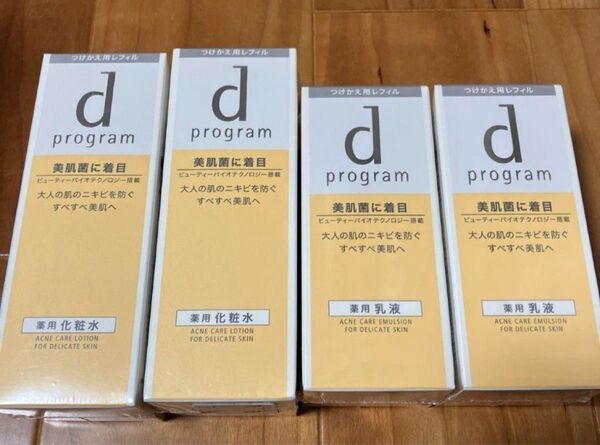 つけかえ用レフィル
d
program
美肌菌に着目
ビューティーバイオテクノロジー搭載
大人の肌のニキビを防ぐ
すべすべ美肌へ
薬用 化粧水
ACNE CARE LOTION
FOR DELICATE SKIN
つけかえ用レフィル
d
program
美肌菌に着目
ビューティーバイオテクノロジー搭載
大人の肌のニキビを防ぐ
すべすべ美肌へ
薬用 化粧水
ACNE CARE LOTION
FOR DELICATE SKIN
つけかえ用レフィル
d
program
美肌菌に着目
ビューティーバイオテクノロジー搭載
大人の肌のニキビを防ぐ
すべすべ美肌へ
薬用 乳液
ACNE CARE EMULSION
FOR DELICATE SKIN
つけかえ用レフィル
d
program
美肌菌に着目
ビューティーバイオテクノロジー搭載
大人の肌のニキビを防ぐ
すべすべ美肌へ
薬用 乳液
ACNE CARE EMULSION
FOR DELICATE SKIN